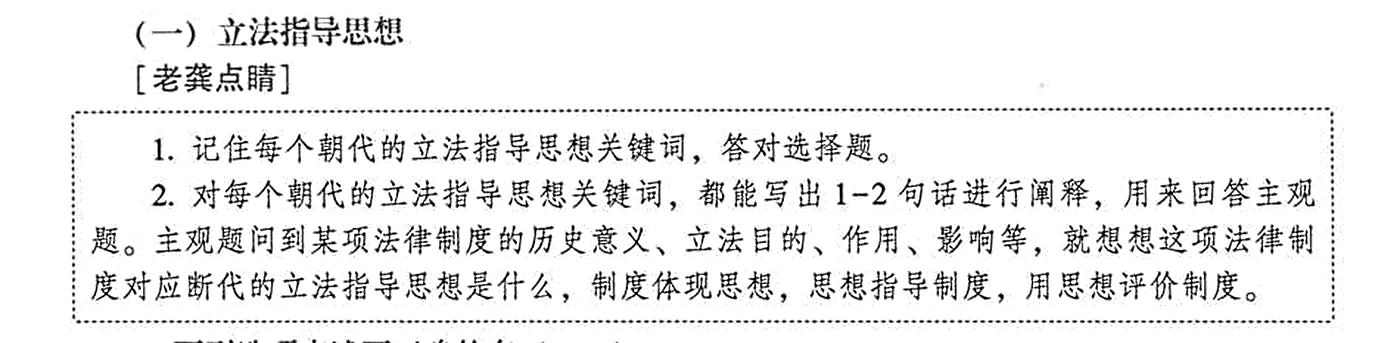 （一）立法指导思想
[老龚点睛]
1. 记住每个朝代的立法指导思想关键词，答对选择题。
2. 对每个朝代的立法指导思想关键词，都能写出 1-2 句话进行阐释，用来回答主观
题。主观题问到某项法律制度的历史意义、立法目的、作用、影响等，就想想这项法律制
度对应断代的立法指导思想是什么，制度体现思想，思想指导制度，用思想评价制度。